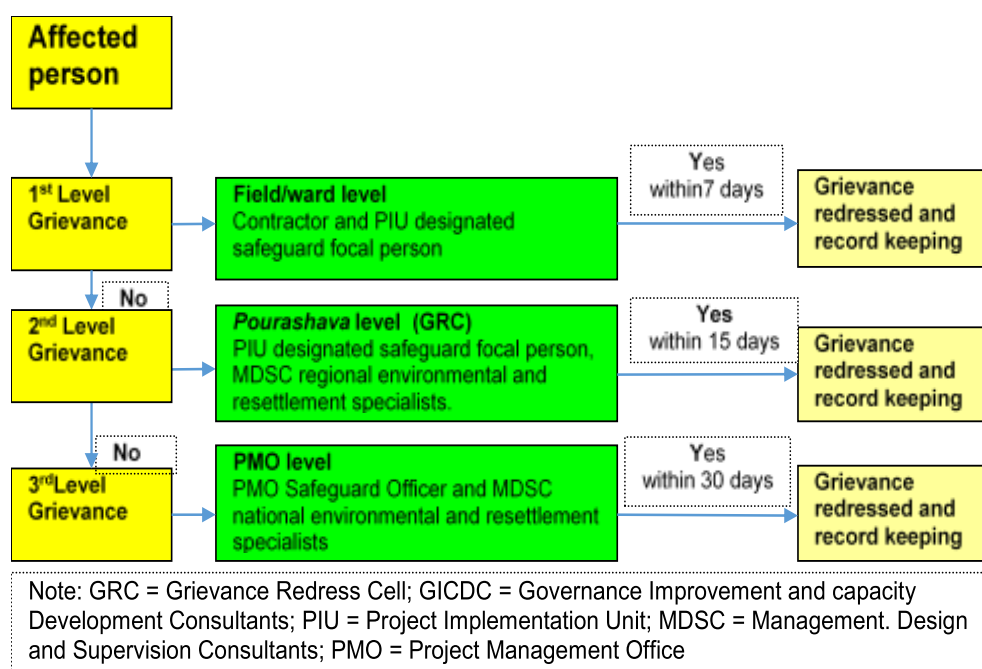 Affected
person
1st Level
Grievance
Field/ward level
Contractor and PIU designated
safeguard focal person
Yes
within7 days
Grievance
redressed and
record keeping
No
2nd Level
Grievance
Pourashava level (GRC)
PIU designated safeguard focal person,
MDSC regional environmental and
resettlement specialists.
Yes
within 15 days
Grievance
redressed and
record keeping
No
3rdLevel
Grievance
PMO level
PMO Safeguard Officer and MDSC
national environmental and resettlement
specialists
Yes
within 30 days
Grievance
redressed and
record keeping
Note: GRC = Grievance Redress Cell; GICDC = Governance Improvement and capacity
Development Consultants; PIU = Project Implementation Unit; MDSC = Management. Design
and Supervision Consultants; PMO = Project Management Office